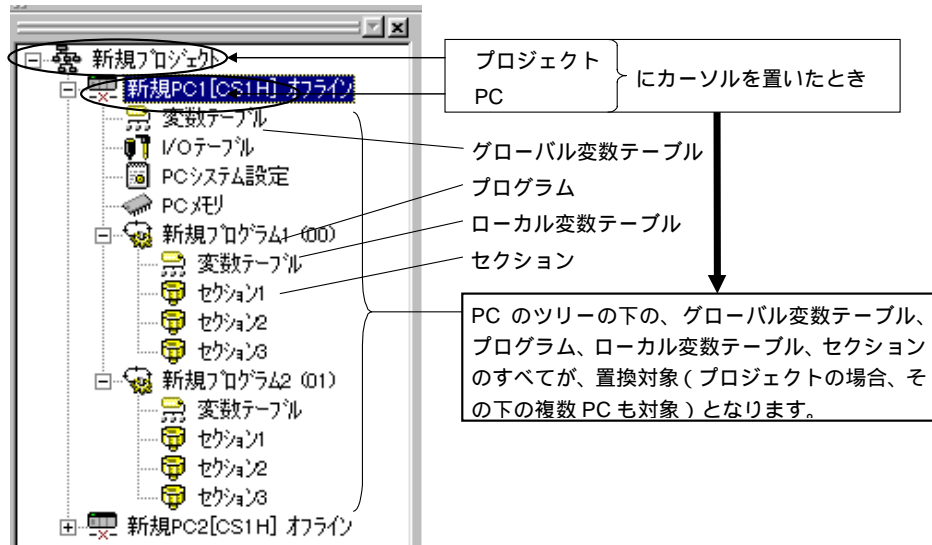 新規プロジェクト
新規PC1[CS1H] オフライン
変数テーブル
I/Oテーブル
PCシステム設定
PCメモリ
新規プログラム1 (00)
変数テーブル
セクション1
セクション2
セクション3
新規プログラム2 (01)
変数テーブル
セクション1
セクション2
セクション3
新規PC2[CS1H] オフライン
プロジェクト
PC
にカーソルを置いたとき
グローバル変数テーブル
プログラム
ローカル変数テーブル
セクション
PC のツリーの下の、グローバル変数テーブル、
プログラム、ローカル変数テーブル、セクション
のすべてが、置換対象(プロジェクトの場合、そ
の下の複数 PC も対象)となります。